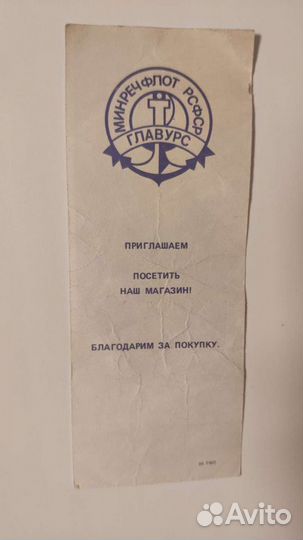 МИНРЕЧФЛОТ РСФСР
ГЛАВУРС
ПРИГЛАШАЕМ
ПОСЕТИТЬ
НАШ МАГАЗИН!
БЛАГОДАРИМ ЗА ПОКУПКУ.
Avito